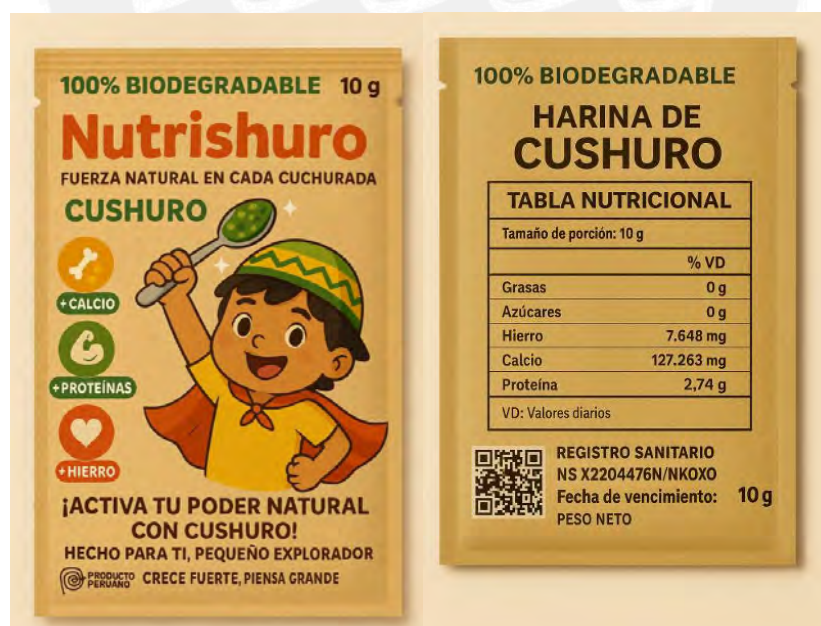 100% BIODEGRADABLE 10 g
Nutrishuro
FUERZA NATURAL EN CADA CUCHURADA
CUSHURO
+CALCIO
+PROTEÍNAS
+HIERRO
¡ACTIVA TU PODER NATURAL
CON CUSHURO!
HECHO PARA TI, PEQUEÑO EXPLORADOR
PRODUCTO
PERUANO
CRECE FUERTE, PIENSA GRANDE
100% BIODEGRADABLE
HARINA DE
CUSHURO
TABLA NUTRICIONAL
Tamaño de porción: 10 g
% VD
Grasas 0 g
Azúcares 0 g
Hierro 7.648 mg
Calcio 127.263 mg
Proteína 2,74 g
VD: Valores diarios
REGISTRO SANITARIO
NS X2204476N/NKOXO
Fecha de vencimiento: 10 g
PESO NETO